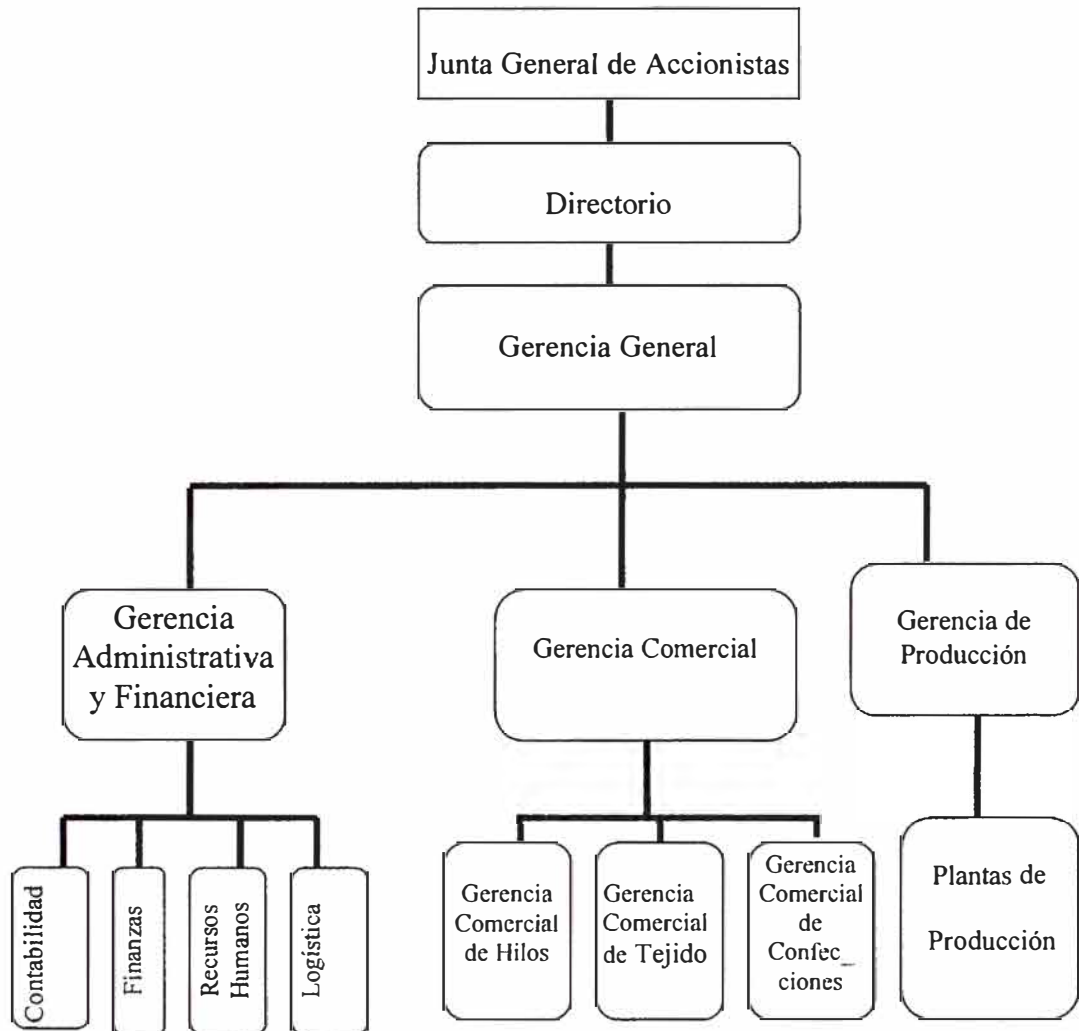 Junta General de Accionistas
Directorio
Gerencia General
Gerencia
Administrativa
y Financiera
Gerencia Comercial
Gerencia de
Producción
Contabilidad
Finanzas
Recursos
Humanos
Logística
Gerencia
Comercial
de Hilos
Gerencia
Comercial
de Tejido
Gerencia
Comercial
de
Confec_
ciones
Plantas de
Producción